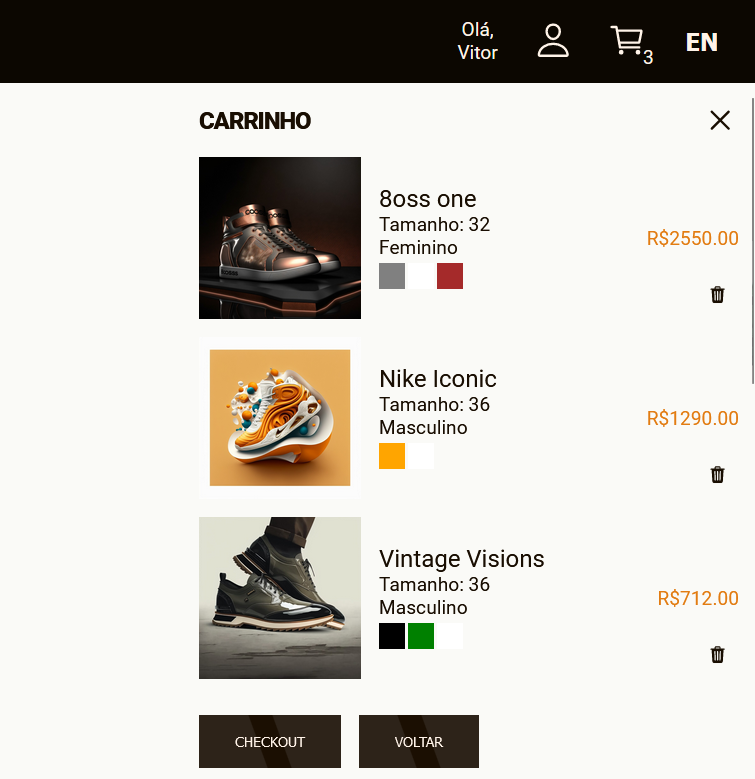 Olá,
Vitor
3
EN
CARRINHO
8oss one
Tamanho: 32
Feminino
R$2550.00
Nike Iconic
Tamanho: 36
Masculino
R$1290.00
Vintage Visions
Tamanho: 36
Masculino
R$712.00
CHECKOUT
VOLTAR